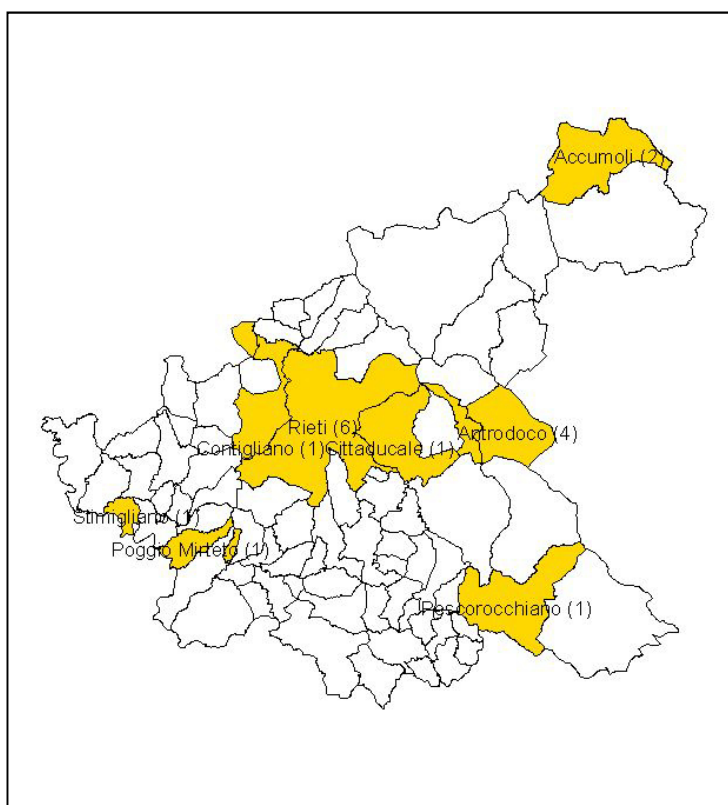 Accumoli (2)
Rieti (6)
Antrodoco (4)
Contigliano (1)
Cittaducale (1)
Stimigliano (1)
Poggio Mirteto (1)
Pescorocchiano (1)